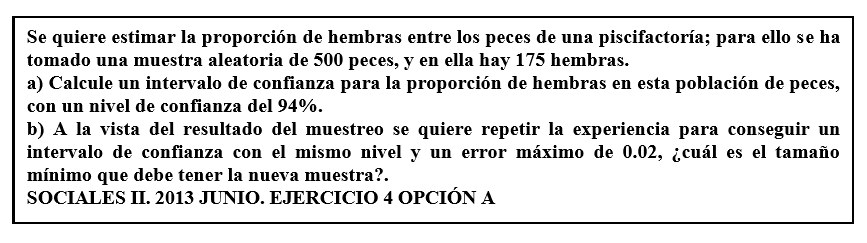 Se quiere estimar la proporción de hembras entre los peces de una piscifactoría; para ello se ha
tomado una muestra aleatoria de 500 peces, y en ella hay 175 hembras.
a) Calcule un intervalo de confianza para la proporción de hembras en esta población de peces,
con un nivel de confianza del 94%.
b) A la vista del resultado del muestreo se quiere repetir la experiencia para conseguir un
intervalo de confianza con el mismo nivel y un error máximo de 0.02, ¿cuál es el tamaño
mínimo que debe tener la nueva muestra?.
SOCIALES II. 2013 JUNIO. EJERCICIO 4 OPCIÓN A